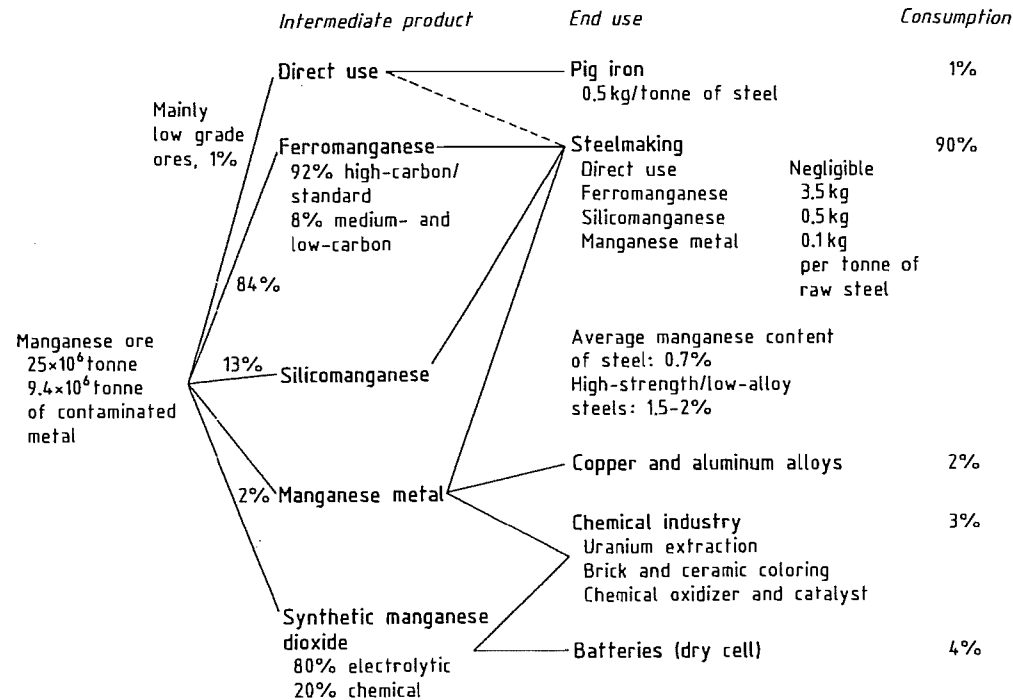 Intermediate product End use Consumption
Direct use Pig iron 1%
0.5 kg/tonne of steel
Mainly
low grade
ores, 1%
Ferromanganese Steelmaking 90%
92% high-carbon/
standard
8% medium- and
low-carbon
Direct use Negligible
Ferromanganese 3.5 kg
Silicomanganese 0.5 kg
Manganese metal 0.1 kg
per tonne of
raw steel
84%
Manganese ore
25×10⁶ tonne
9.4×10⁶ tonne
of contaminated
metal
13% Silicomanganese
Average manganese content
of steel: 0.7%
High-strength/low-alloy
steels: 1.5-2%
2% Manganese metal
Copper and aluminum alloys 2%
Chemical industry 3%
Uranium extraction
Brick and ceramic coloring
Chemical oxidizer and catalyst
Synthetic manganese
dioxide
80% electrolytic
20% chemical
Batteries (dry cell) 4%